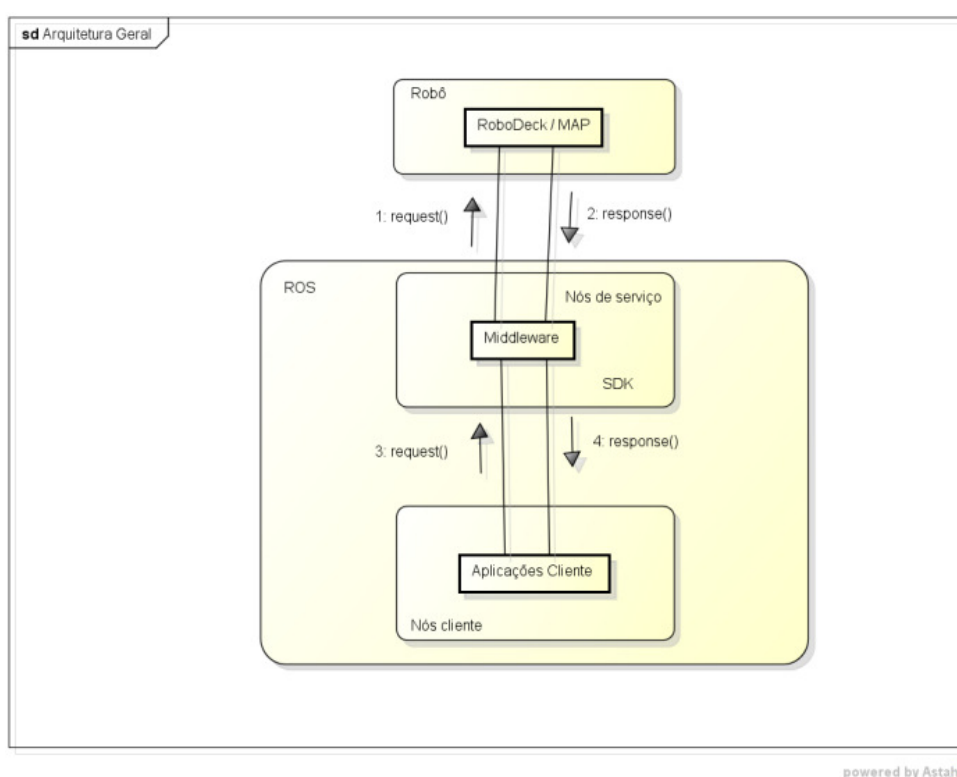 sd Arquitetura Geral
Robô
RoboDeck / MAP
1: request()
2: response()
ROS
Nós de serviço
Middleware
SDK
3: request()
4: response()
Aplicações Cliente
Nós cliente
powered by Astah